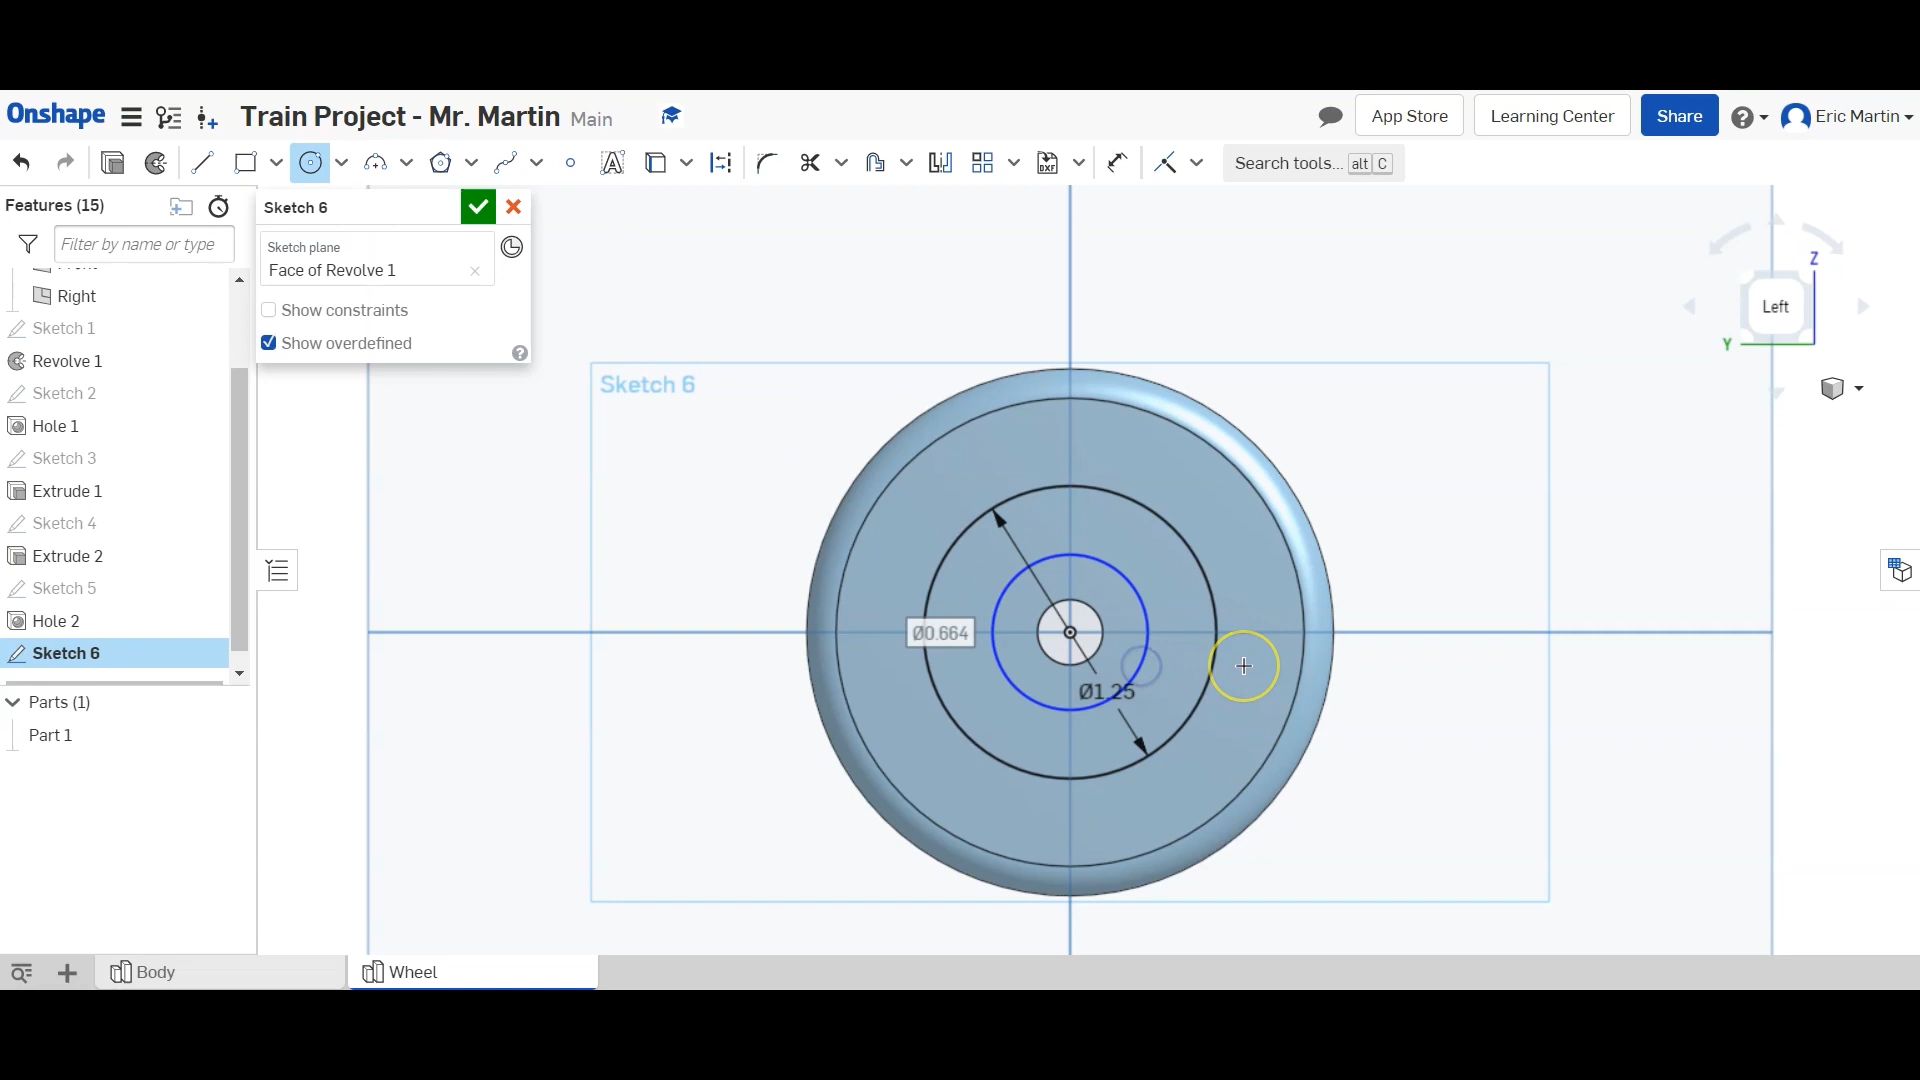 Onshape Train Project - Mr. Martin Main App Store Learning Center Share Eric Martin
Search tools... alt C
Features (15)
Filter by name or type
Right
Sketch 1
Revolve 1
Sketch 2
Hole 1
Sketch 3
Extrude 1
Sketch 4
Extrude 2
Sketch 5
Hole 2
Sketch 6
Parts (1)
Part 1
Sketch 6
Sketch plane
Face of Revolve 1
Show constraints
Show overdefined
Sketch 6
Ø0.664
Ø1.25
Z
Left
Y
DXF
Body
Wheel